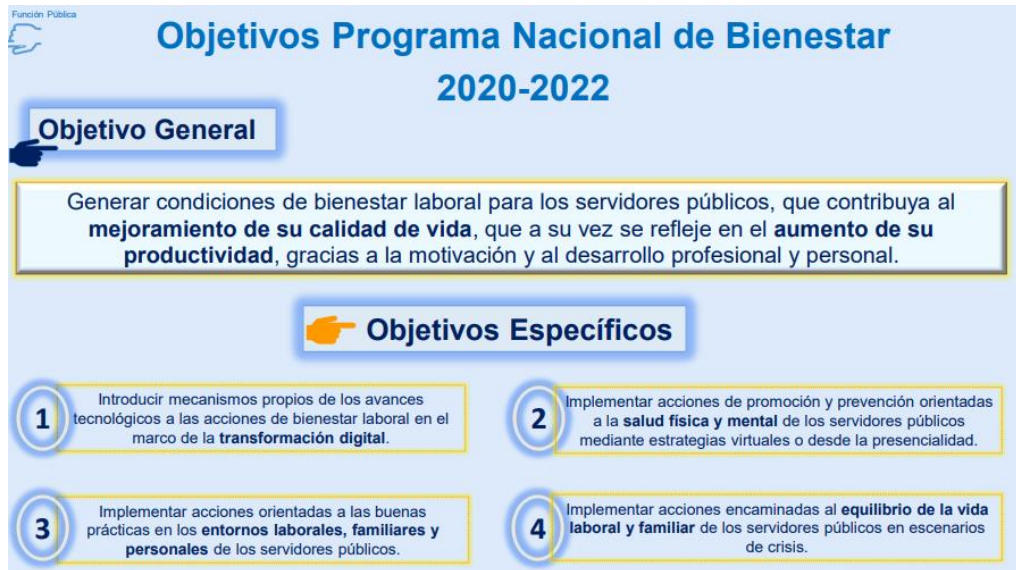 Función Pública
Objetivos Programa Nacional de Bienestar
2020-2022
Objetivo General
Generar condiciones de bienestar laboral para los servidores públicos, que contribuya al
mejoramiento de su calidad de vida, que a su vez se refleje en el aumento de su
productividad, gracias a la motivación y al desarrollo profesional y personal.
Objetivos Específicos
1
Introducir mecanismos propios de los avances
tecnológicos a las acciones de bienestar laboral en el
marco de la transformación digital.
2
Implementar acciones de promoción y prevención orientadas
a la salud física y mental de los servidores públicos
mediante estrategias virtuales o desde la presencialidad.
3
Implementar acciones orientadas a las buenas
prácticas en los entornos laborales, familiares y
personales de los servidores públicos.
4
Implementar acciones encaminadas al equilibrio de la vida
laboral y familiar de los servidores públicos en escenarios
de crisis.